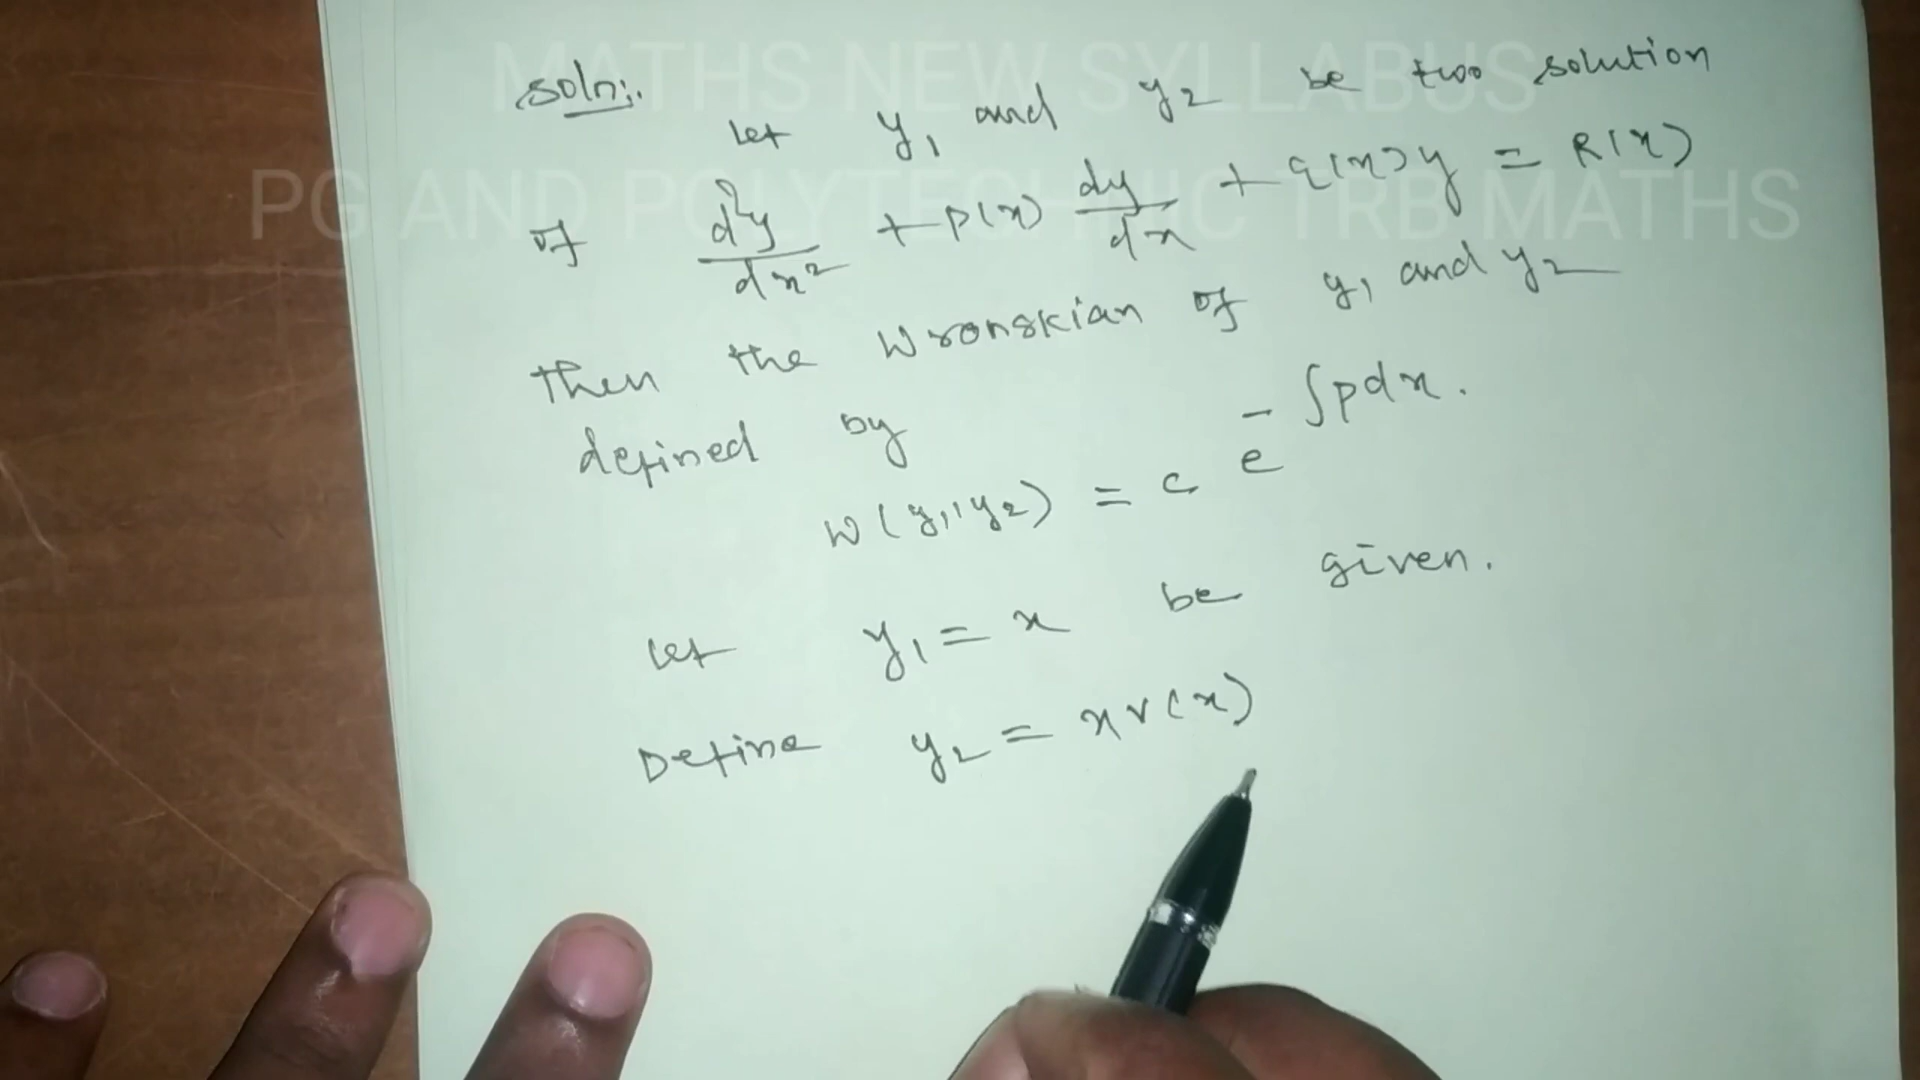 MATHS NEW SYLLABUS
PG AND POLYTECHNIC TRB MATHS
Soln:.
Let y₁ and y₂ be two solution
of d²y/dx² + P(x) dy/dx + q(x)y = R(x)
Then the Wronskian of y₁ and y₂
defined by
W(y₁,y₂) = c e^{-∫pdx}.
Let y₁ = x be given.
Define y₂ = xv(x)